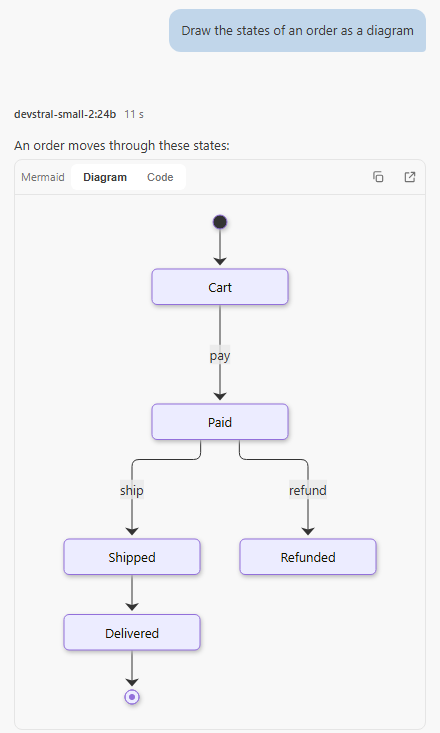 Draw the states of an order as a diagram
devstral-small-2:24b 11 s
An order moves through these states:
Mermaid Diagram Code
Cart
pay
Paid
ship refund
Shipped Refunded
Delivered